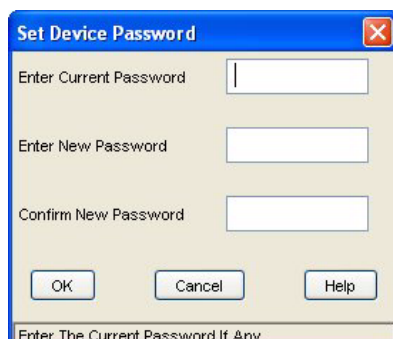 Set Device Password
Enter Current Password
Enter New Password
Confirm New Password
OK Cancel Help
Enter The Current Password If Any